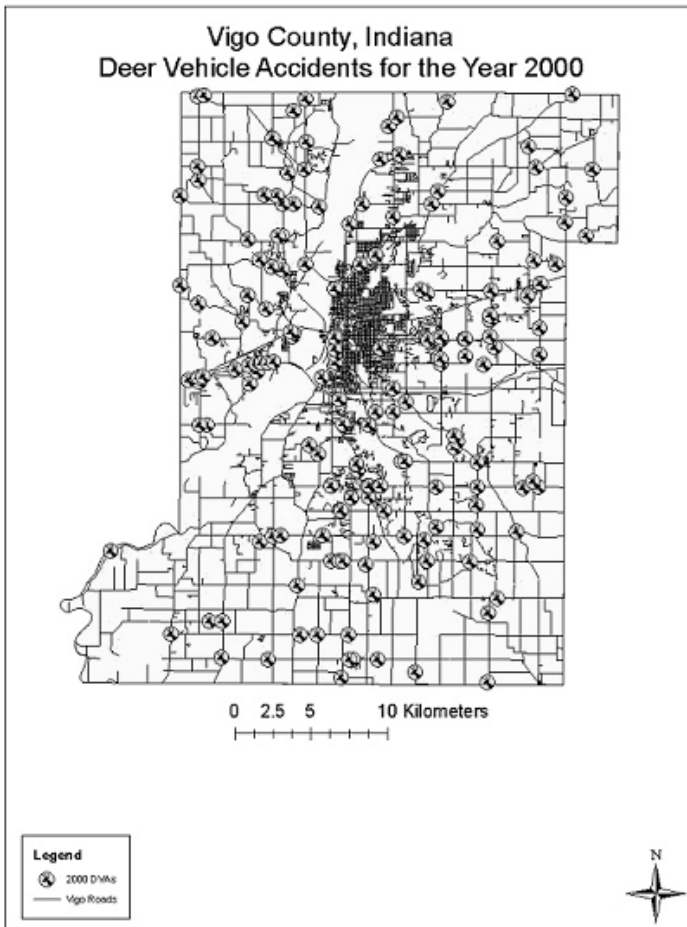 Vigo County, Indiana
Deer Vehicle Accidents for the Year 2000
0 2.5 5 10 Kilometers
Legend
2000 DVAs
Vigo Roads
N